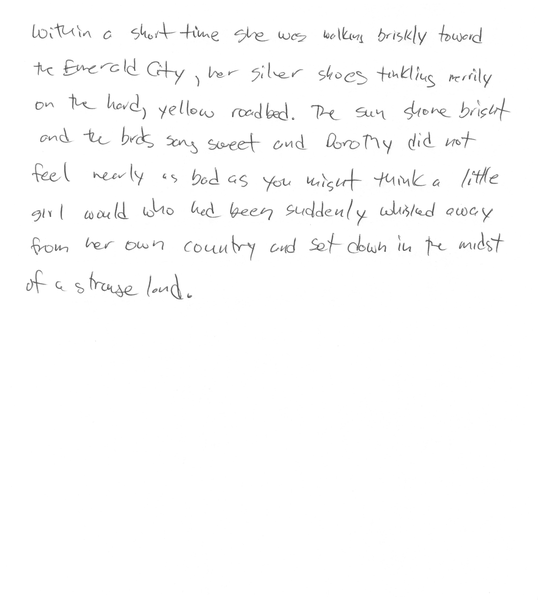 Within a short time she was walking briskly toward
the Emerald City, her silver shoes tinkling merrily
on the hard, yellow roadbed. The sun shone bright
and the birds sang sweet and Dorothy did not
feel nearly as bad as you might think a little
girl would who had been suddenly whisked away
from her own country and set down in the midst
of a strange land.